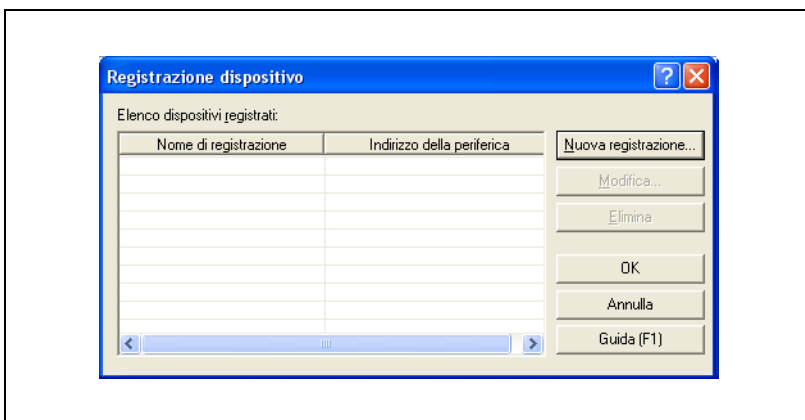 Registrazione dispositivo
Elenco dispositivi registrati:
Nome di registrazione Indirizzo della periferica
Nuova registrazione...
Modifica...
Elimina
OK
Annulla
Guida (F1)